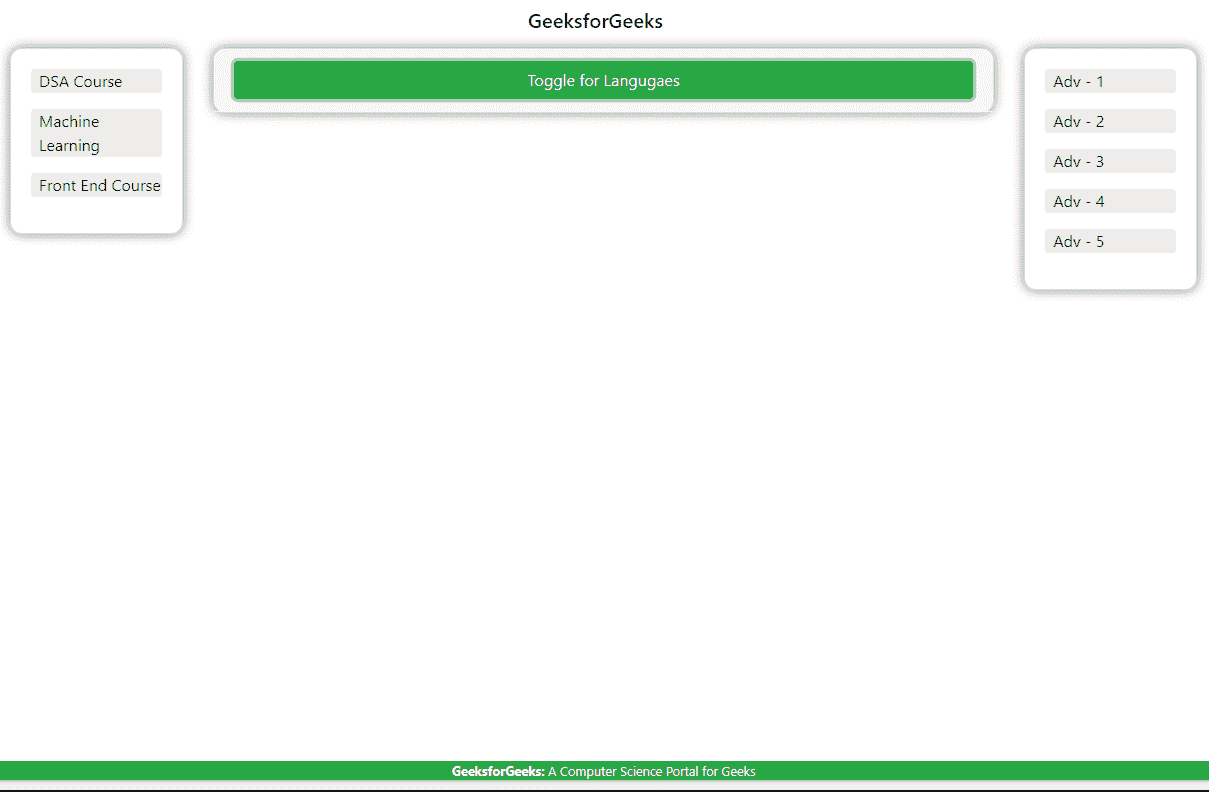 GeeksforGeeks
DSA Course
Machine
Learning
Front End Course
Toggle for Langugaes
Adv - 1
Adv - 2
Adv - 3
Adv - 4
Adv - 5
GeeksforGeeks: A Computer Science Portal for Geeks